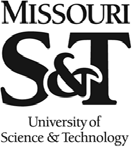 MISSOURI
S&T
University of
Science & Technology